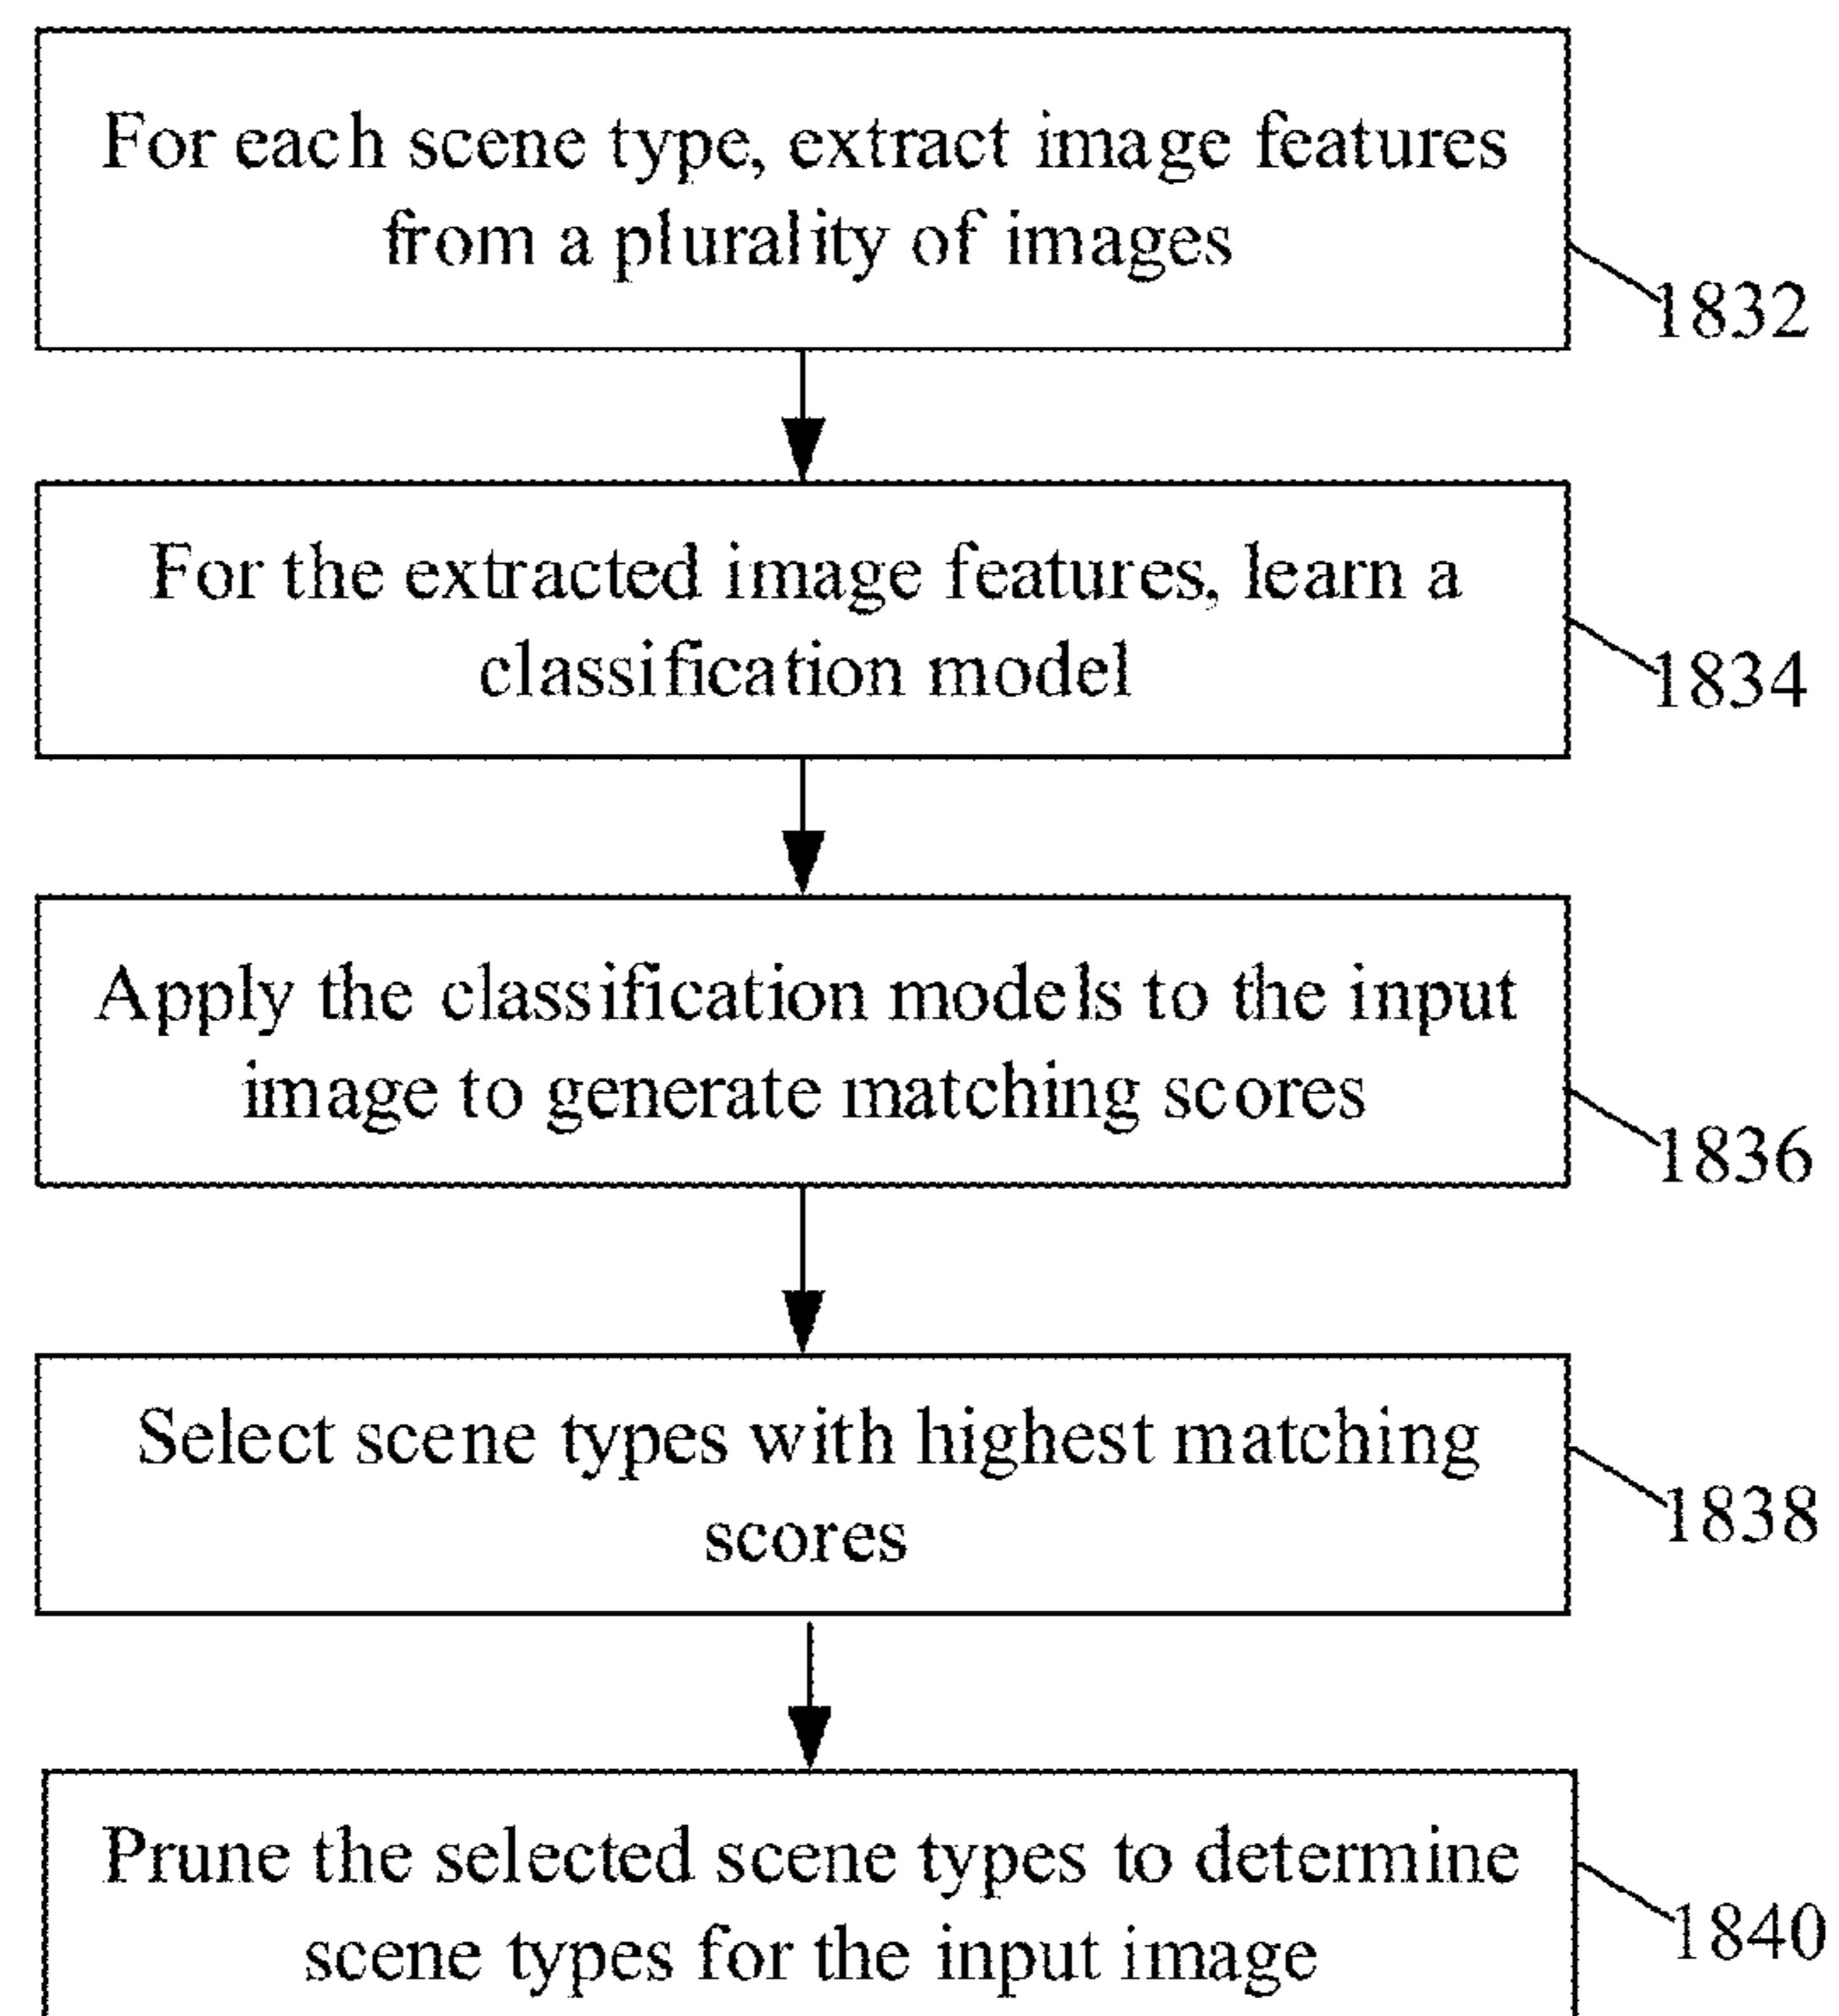 For each scene type, extract image features
from a plurality of images
1832
For the extracted image features, learn a
classification model
1834
Apply the classification models to the input
image to generate matching scores
1836
Select scene types with highest matching
scores
1838
Prune the selected scene types to determine
scene types for the input image
1840